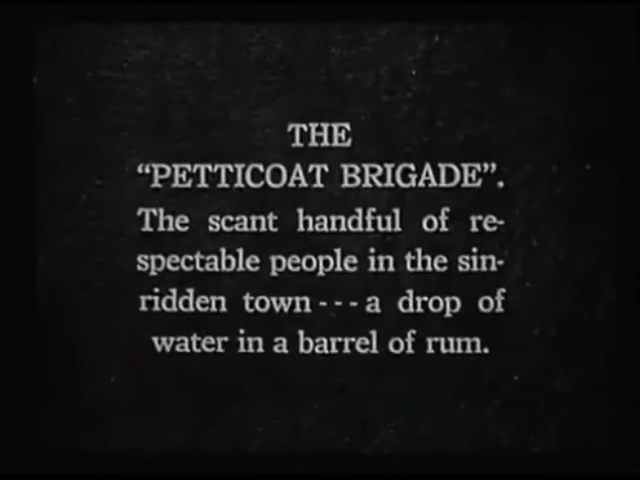 THE
“PETTICOAT BRIGADE”.
The scant handful of re-
spectable people in the sin-
ridden town---a drop of
water in a barrel of rum.